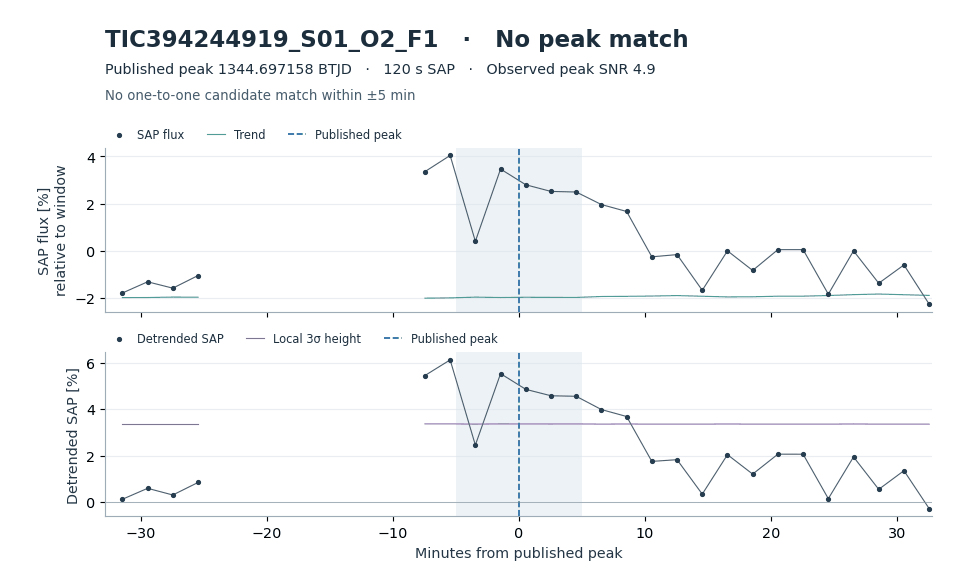 TIC394244919_S01_O2_F1 · No peak match
Published peak 1344.697158 BTJD · 120 s SAP · Observed peak SNR 4.9
No one-to-one candidate match within ±5 min
SAP flux Trend Published peak
SAP flux [%]
relative to window
4
2
0
−2
Detrended SAP Local 3σ height Published peak
Detrended SAP [%]
6
4
2
0
−30 −20 −10 0 10 20 30
Minutes from published peak